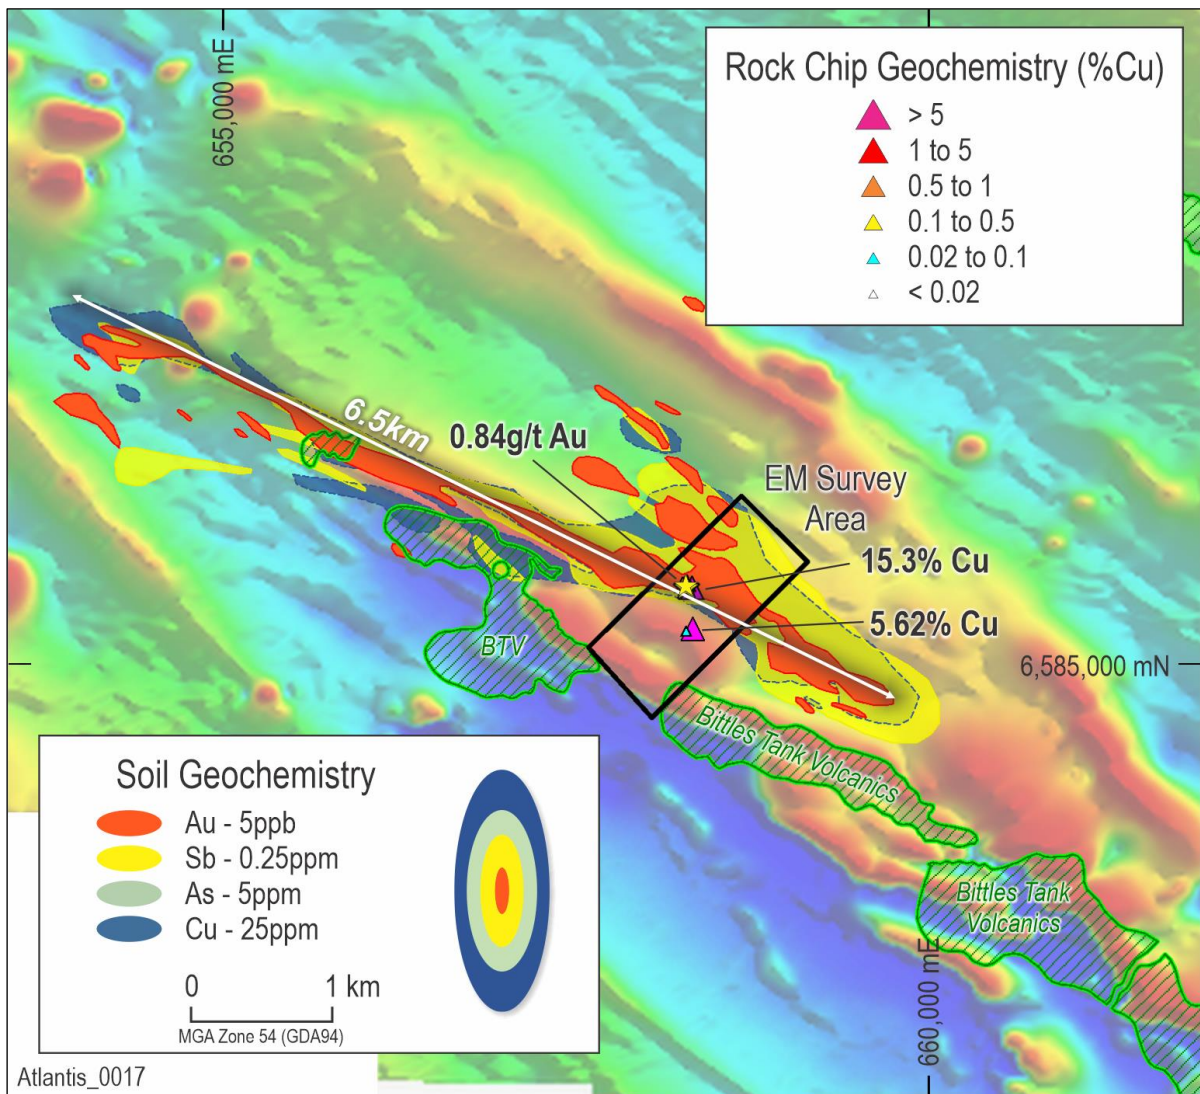 655,000 mE
Rock Chip Geochemistry (%Cu)
> 5
1 to 5
0.5 to 1
0.1 to 0.5
0.02 to 0.1
< 0.02
6.5km
0.84g/t Au
EM Survey
Area
15.3% Cu
5.62% Cu
BTV
6,585,000 mN
Bittles Tank Volcanics
Bittles Tank
Volcanics
660,000 mE
Soil Geochemistry
Au - 5ppb
Sb - 0.25ppm
As - 5ppm
Cu - 25ppm
0 1 km
MGA Zone 54 (GDA94)
Atlantis_0017